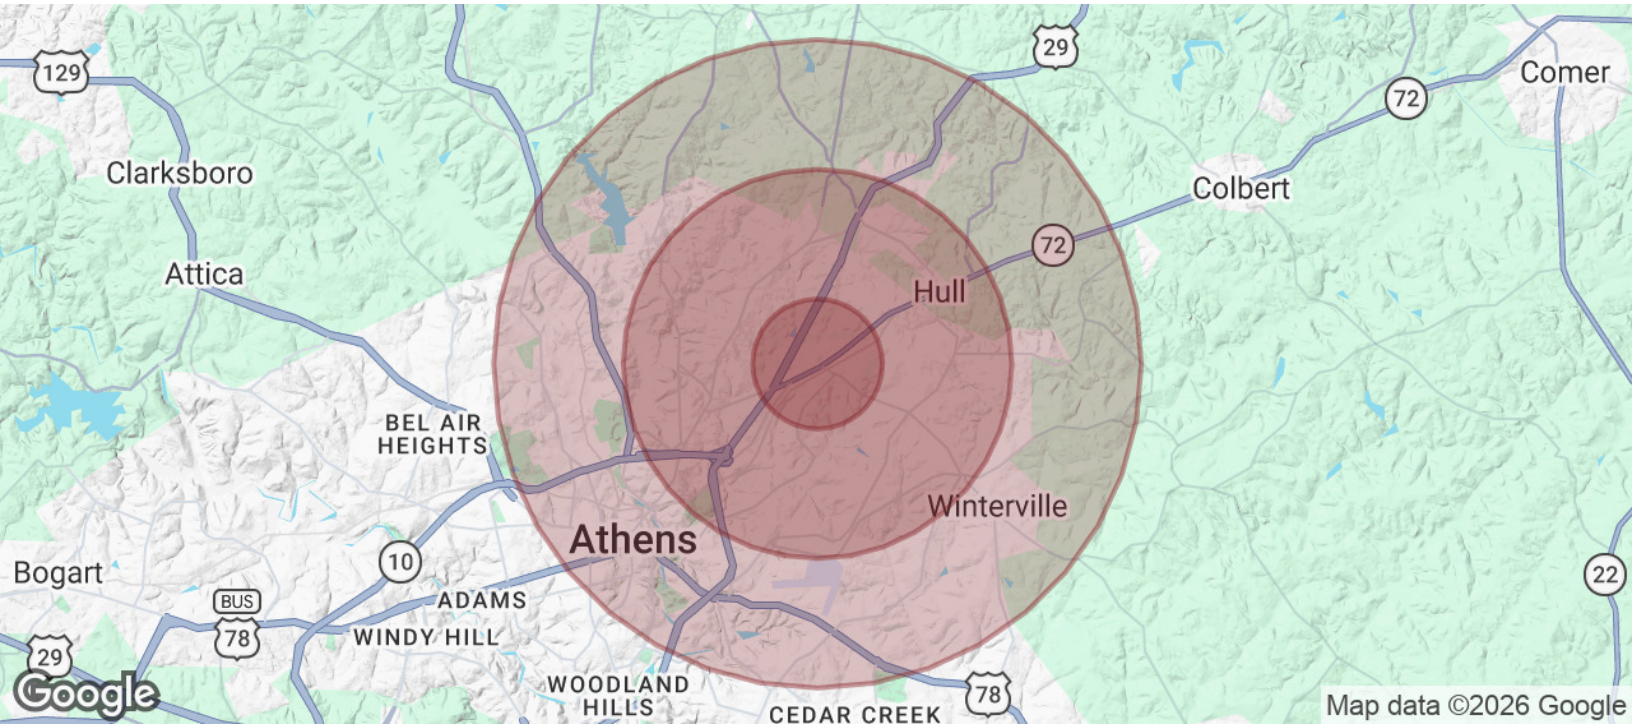 29
129
Comer
72
Clarksboro
Colbert
72
Attica
Hull
BEL AIR
HEIGHTS
Winterville
Athens
10
Bogart
22
BUS
78
ADAMS
WINDY HILL
29
WOODLAND
HILLS
78
CEDAR CREEK
Google
Map data ©2026 Google